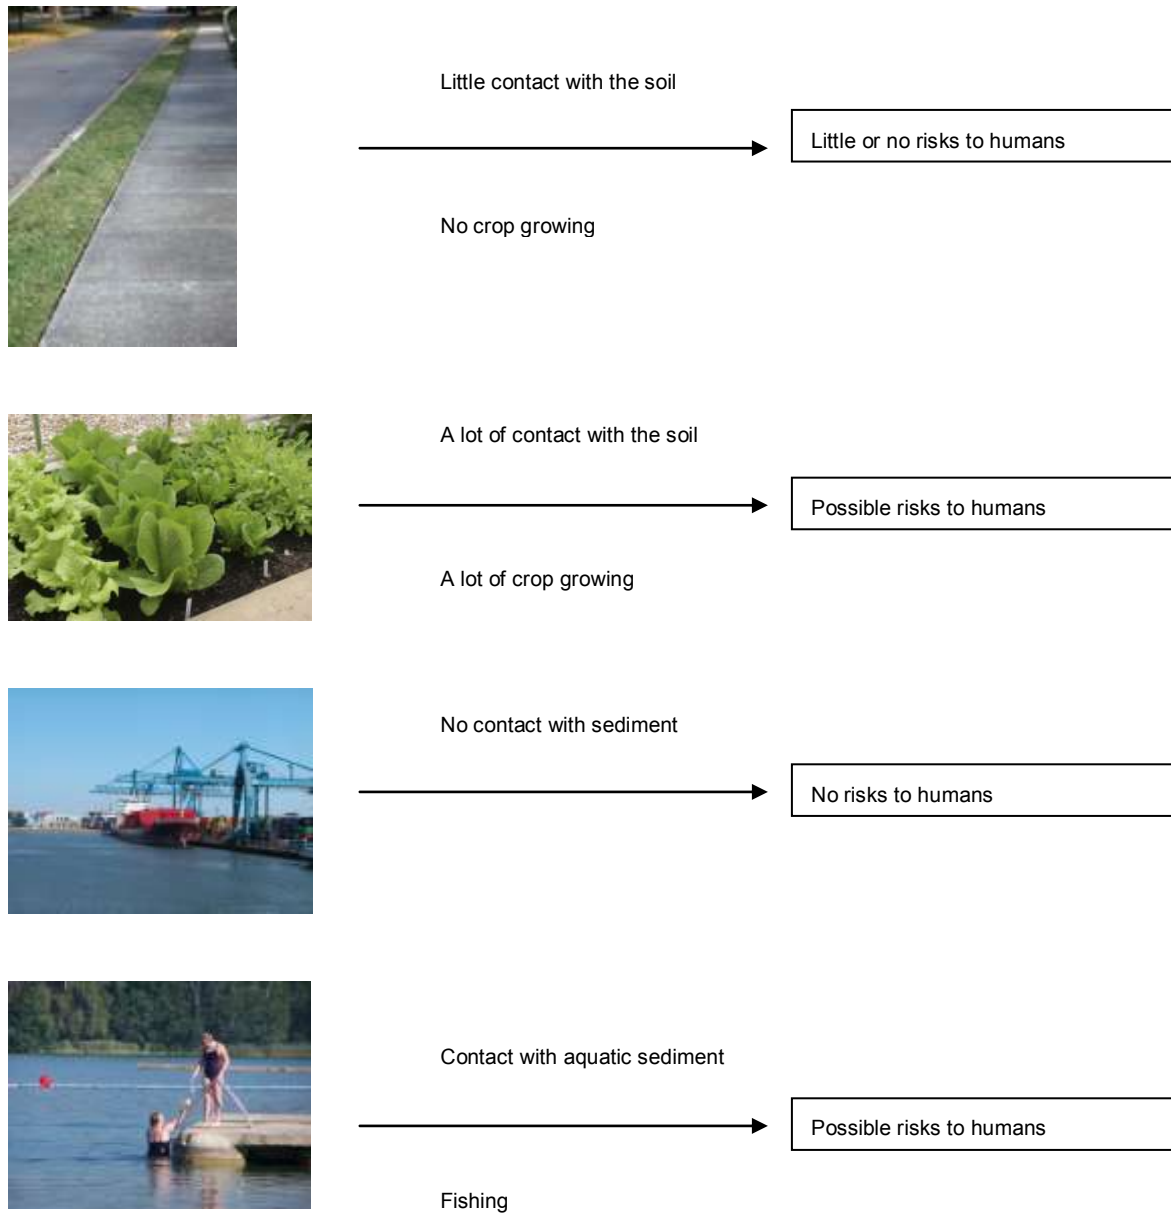 Little contact with the soil
Little or no risks to humans
No crop growing
A lot of contact with the soil
Possible risks to humans
A lot of crop growing
No contact with sediment
No risks to humans
Contact with aquatic sediment
Possible risks to humans
Fishing